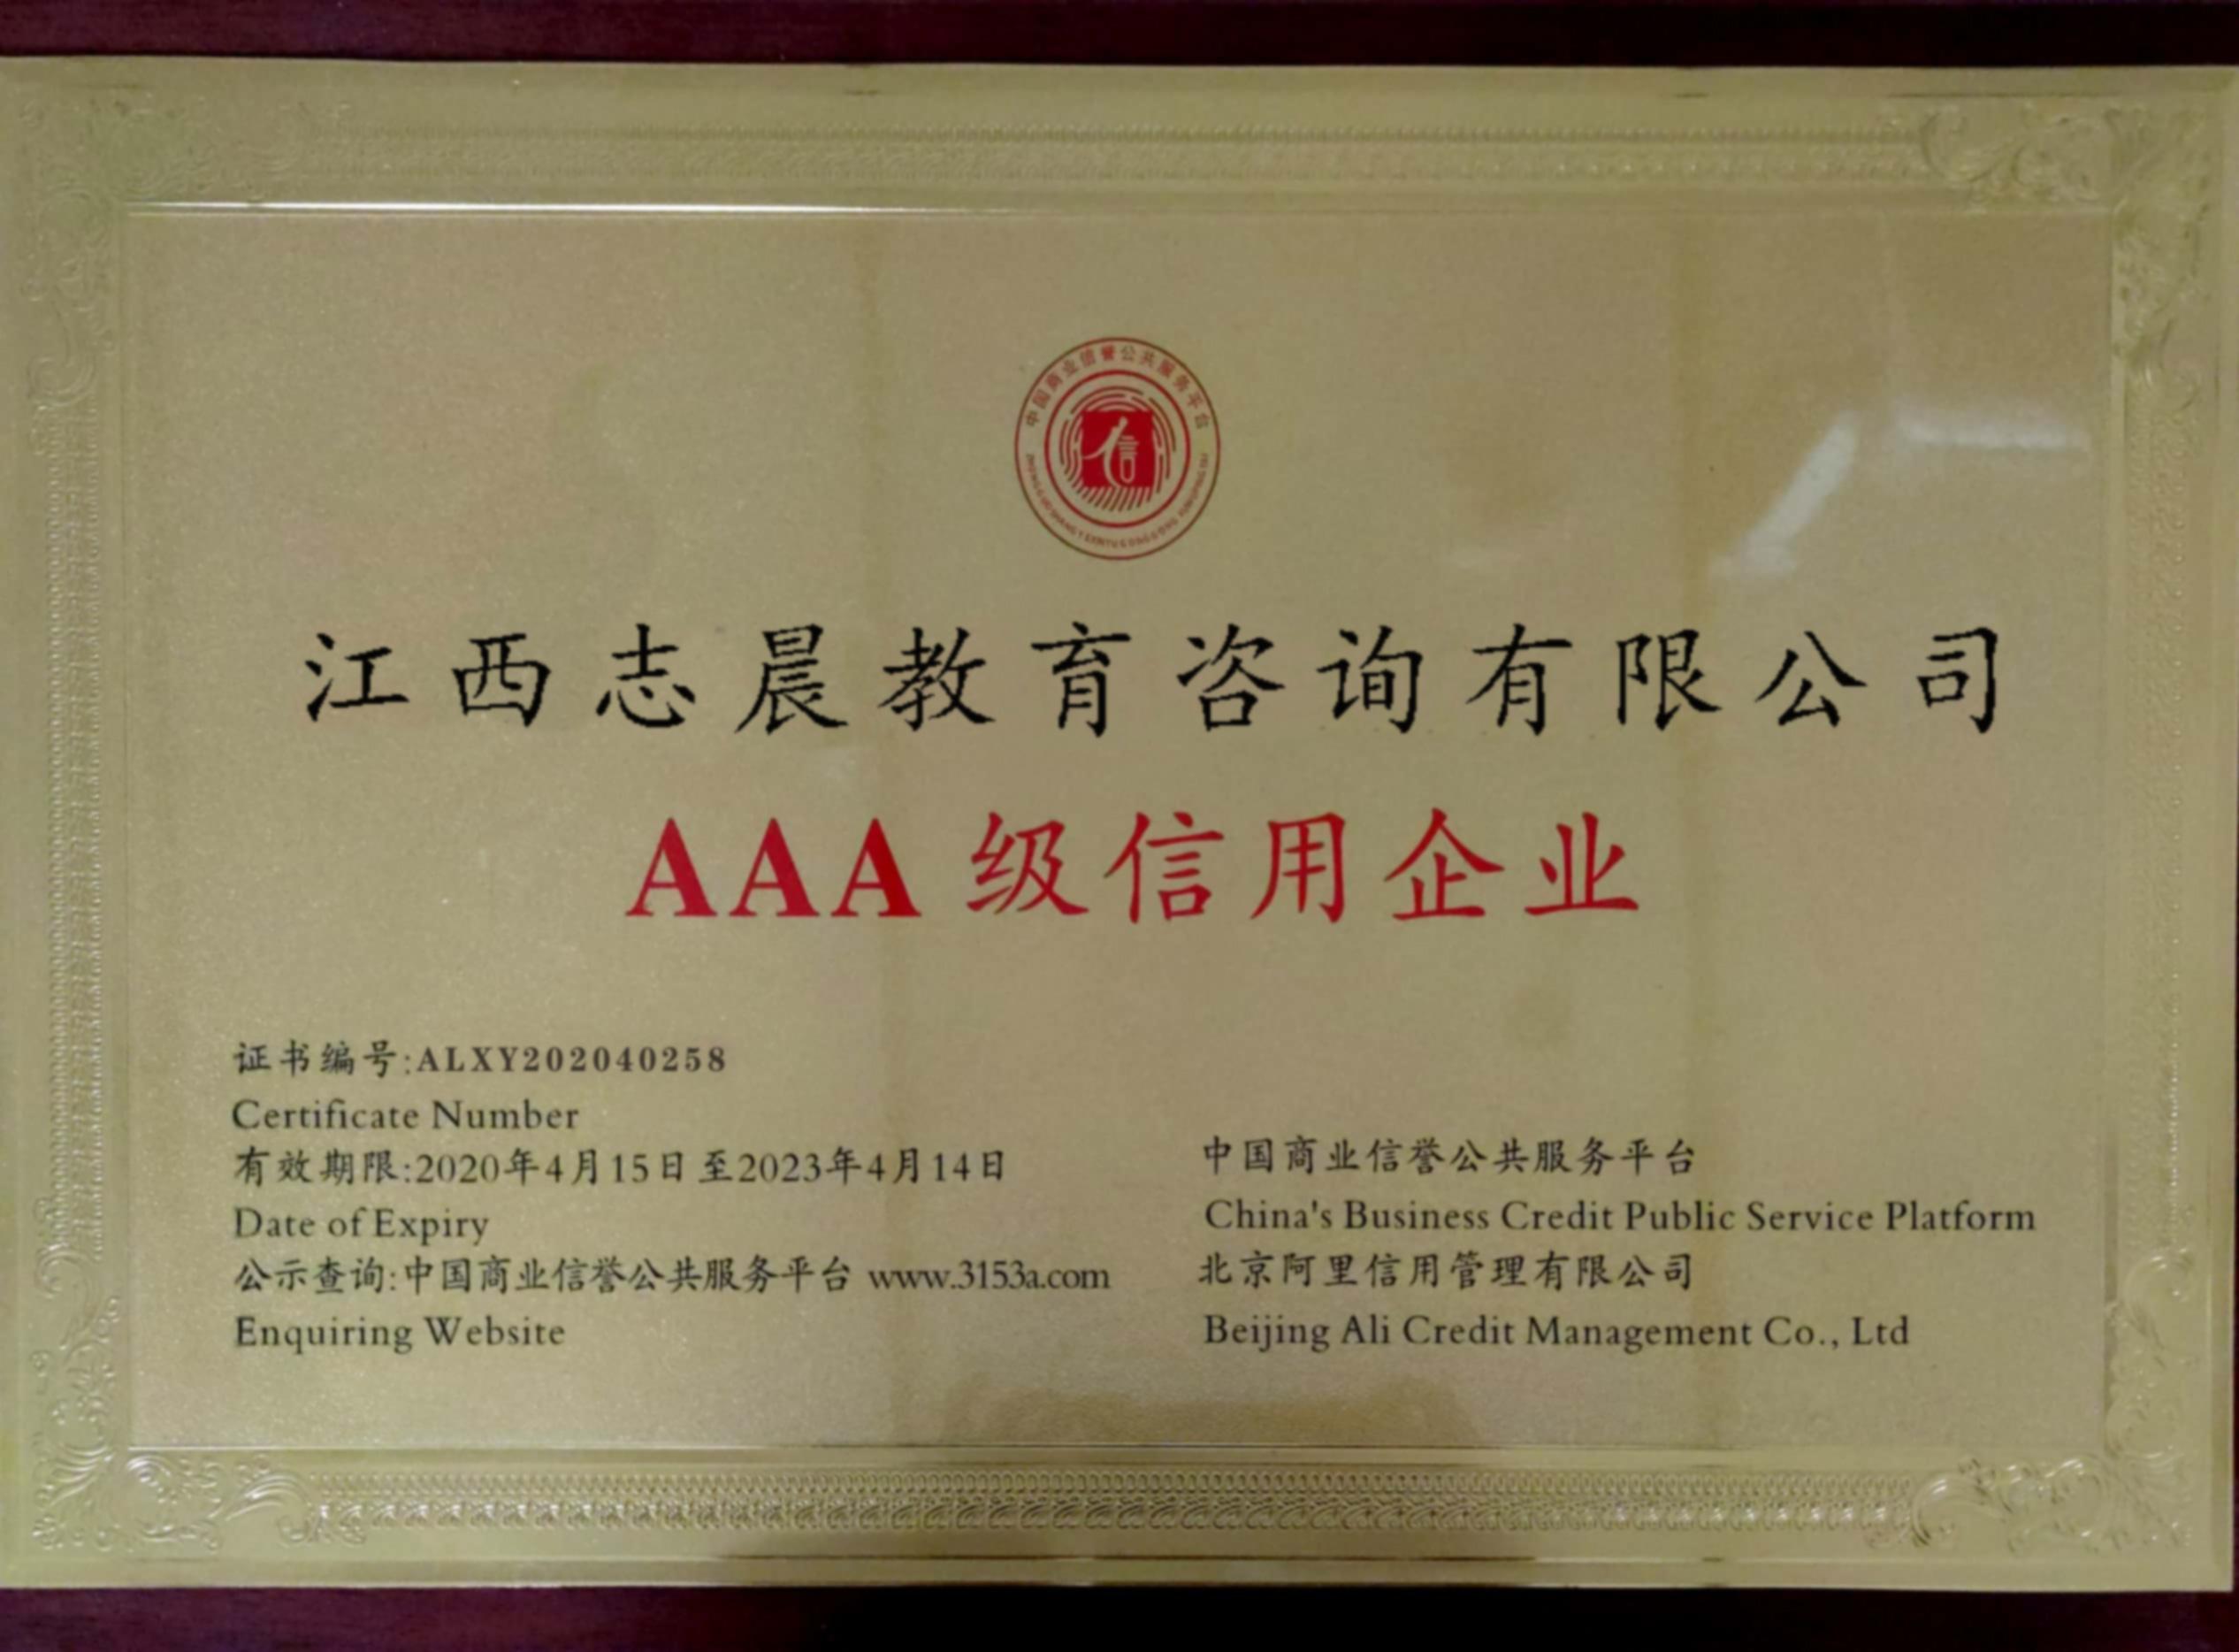 中国商业信誉公共服务平台
信
江西志晨教育咨询有限公司
AAA 级信用企业
证书编号:ALXY202040258
Certificate Number
有效期限:2020年4月15日至2023年4月14日
Date of Expiry
公示查询:中国商业信誉公共服务平台 www.3153a.com
Enquiring Website
中国商业信誉公共服务平台
China's Business Credit Public Service Platform
北京阿里信用管理有限公司
Beijing Ali Credit Management Co., Ltd